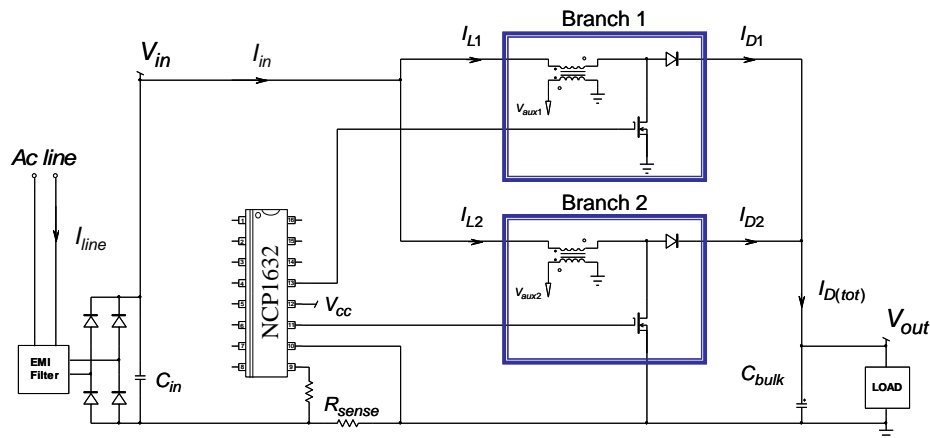 Branch 1
I_L1
I_D1
V_in
I_in
V_aux1
Ac line
Branch 2
I_L2
I_D2
I_line
NCP1632
1
2
3
4
5
6
7
8
16
15
14
13
12
11
10
9
V_cc
V_aux2
I_D(tot)
V_out
EMI
Filter
C_in
R_sense
C_bulk
LOAD